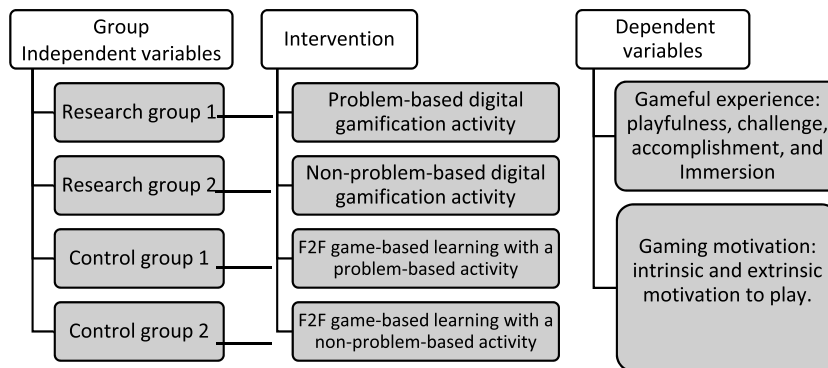 Group
Independent variables
Intervention
Dependent
variables
Research group 1
Problem-based digital
gamification activity
Gameful experience:
playfulness, challenge,
accomplishment, and
Immersion
Research group 2
Non-problem-based digital
gamification activity
Control group 1
F2F game-based learning with a
problem-based activity
Gaming motivation:
intrinsic and extrinsic
motivation to play.
Control group 2
F2F game-based learning with a
non-problem-based activity